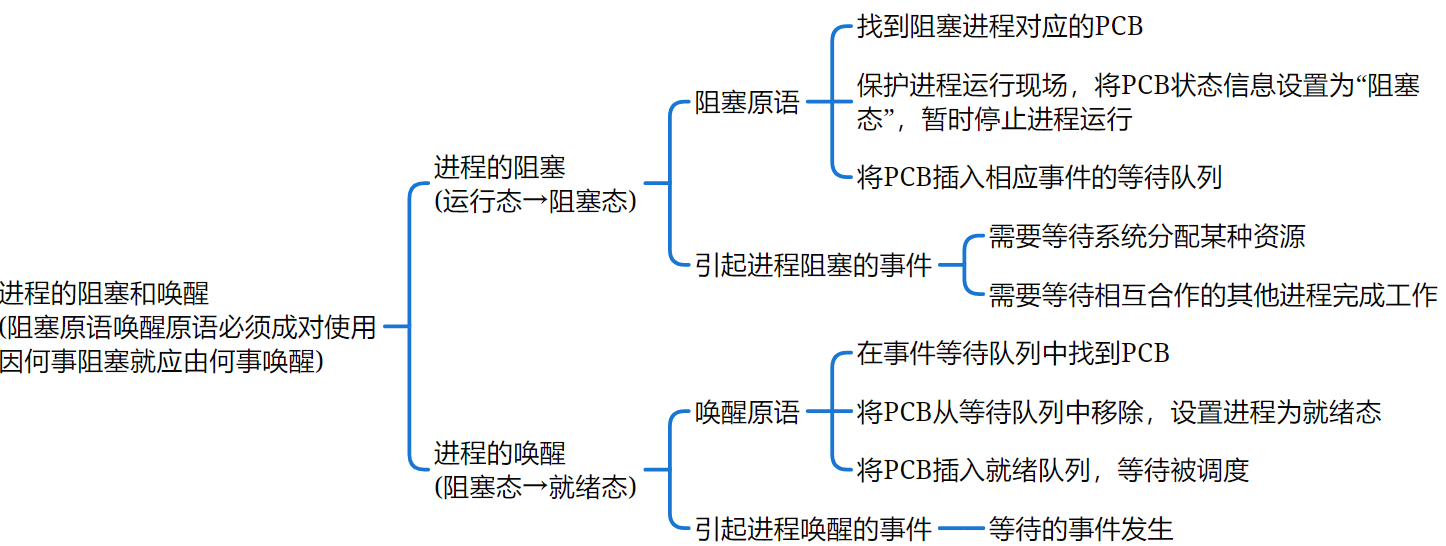 进程的阻塞和唤醒
(阻塞原语唤醒原语必须成对使用
因何事阻塞就应由何事唤醒)
进程的阻塞
(运行态→阻塞态)
阻塞原语
找到阻塞进程对应的PCB
保护进程运行现场，将PCB状态信息设置为“阻塞
态”，暂时停止进程运行
将PCB插入相应事件的等待队列
引起进程阻塞的事件
需要等待系统分配某种资源
需要等待相互合作的其他进程完成工作
进程的唤醒
(阻塞态→就绪态)
唤醒原语
在事件等待队列中找到PCB
将PCB从等待队列中移除，设置进程为就绪态
将PCB插入就绪队列，等待被调度
引起进程唤醒的事件
等待的事件发生